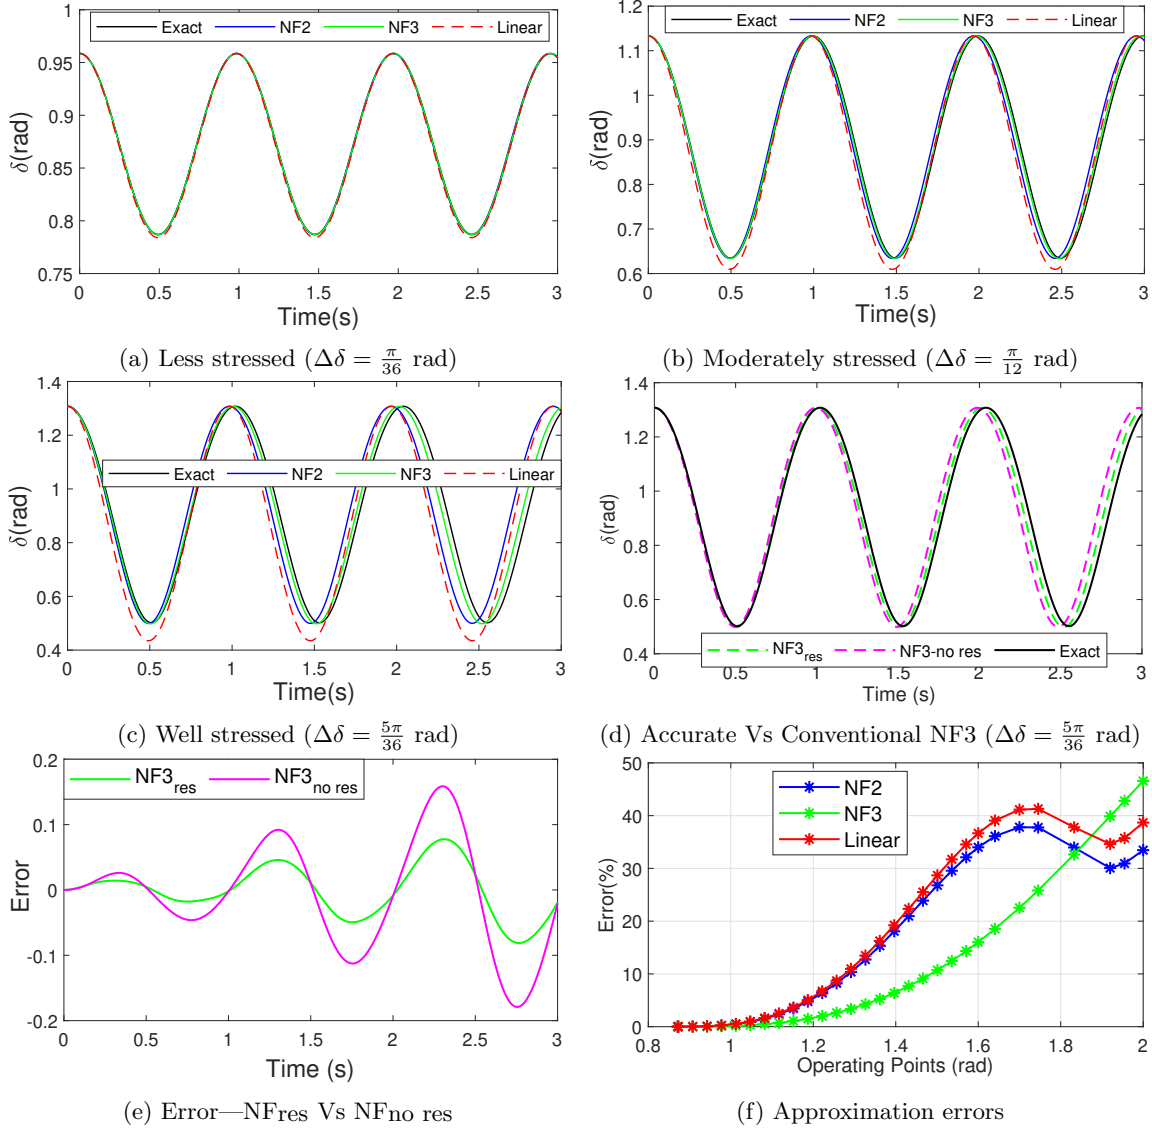 Exact NF2 NF3 Linear
1
0.95
0.9
0.85
0.8
0.75
δ(rad)
0 0.5 1 1.5 2 2.5 3
Time(s)
(a) Less stressed (Δδ = π/36 rad)
Exact NF2 NF3 Linear
1.2
1.1
1
0.9
0.8
0.7
0.6
δ(rad)
0 0.5 1 1.5 2 2.5 3
Time(s)
(b) Moderately stressed (Δδ = π/12 rad)
1.4
1.2
1
0.8
0.6
0.4
δ(rad)
Exact NF2 NF3 Linear
0 0.5 1 1.5 2 2.5 3
Time(s)
(c) Well stressed (Δδ = 5π/36 rad)
1.4
1.2
1
0.8
0.6
0.4
δ(rad)
NF3res NF3-no res Exact
0 0.5 1 1.5 2 2.5 3
Time (s)
(d) Accurate Vs Conventional NF3 (Δδ = 5π/36 rad)
NF3res NF3no res
0.2
0.1
0
-0.1
-0.2
Error
0 0.5 1 1.5 2 2.5 3
Time (s)
(e) Error—NFres Vs NFno res
50
40
30
20
10
0
Error(%)
NF2
NF3
Linear
0.8 1 1.2 1.4 1.6 1.8 2
Operating Points (rad)
(f) Approximation errors